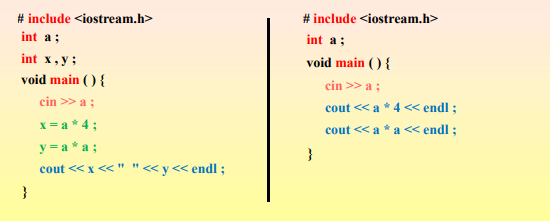 # include <iostream.h>
int a ;
int x , y ;
void main ( ) {
cin >> a ;
x = a * 4 ;
y = a * a ;
cout << x << " " << y << endl ;
}
# include <iostream.h>
int a ;
void main ( ) {
cin >> a ;
cout << a * 4 << endl ;
cout << a * a << endl ;
}